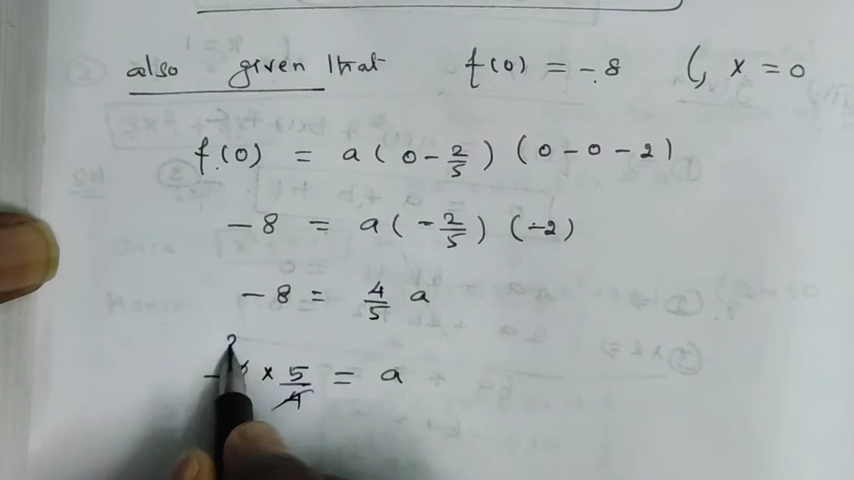 also given that f(0) = -8 (, x = 0
f(0) = a(0 - 2/5) (0 - 0 - 2)
-8 = a(-2/5) (-2)
-8 = 4/5 a
2
- × 5/4 = a